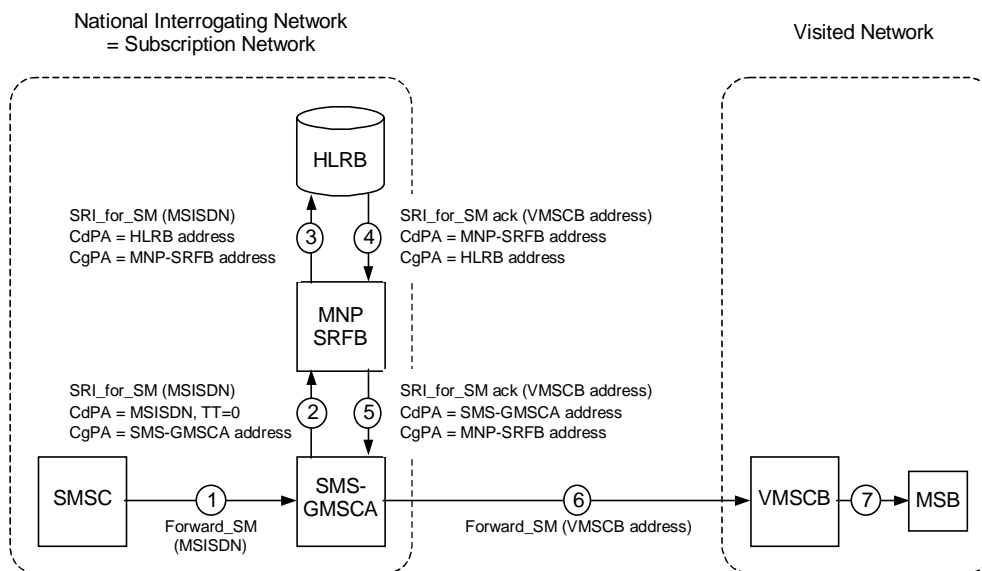 National Interrogating Network
= Subscription Network
Visited Network
HLRB
SRI_for_SM (MSISDN)
CdPA = HLRB address
CgPA = MNP-SRFB address
3
4
SRI_for_SM ack (VMSCB address)
CdPA = MNP-SRFB address
CgPA = HLRB address
MNP
SRFB
SRI_for_SM (MSISDN)
CdPA = MSISDN, TT=0
CgPA = SMS-GMSCA address
2
5
SRI_for_SM ack (VMSCB address)
CdPA = SMS-GMSCA address
CgPA = MNP-SRFB address
SMSC
1
Forward_SM
(MSISDN)
SMS-
GMSCA
6
Forward_SM (VMSCB address)
VMSCB
7
MSB